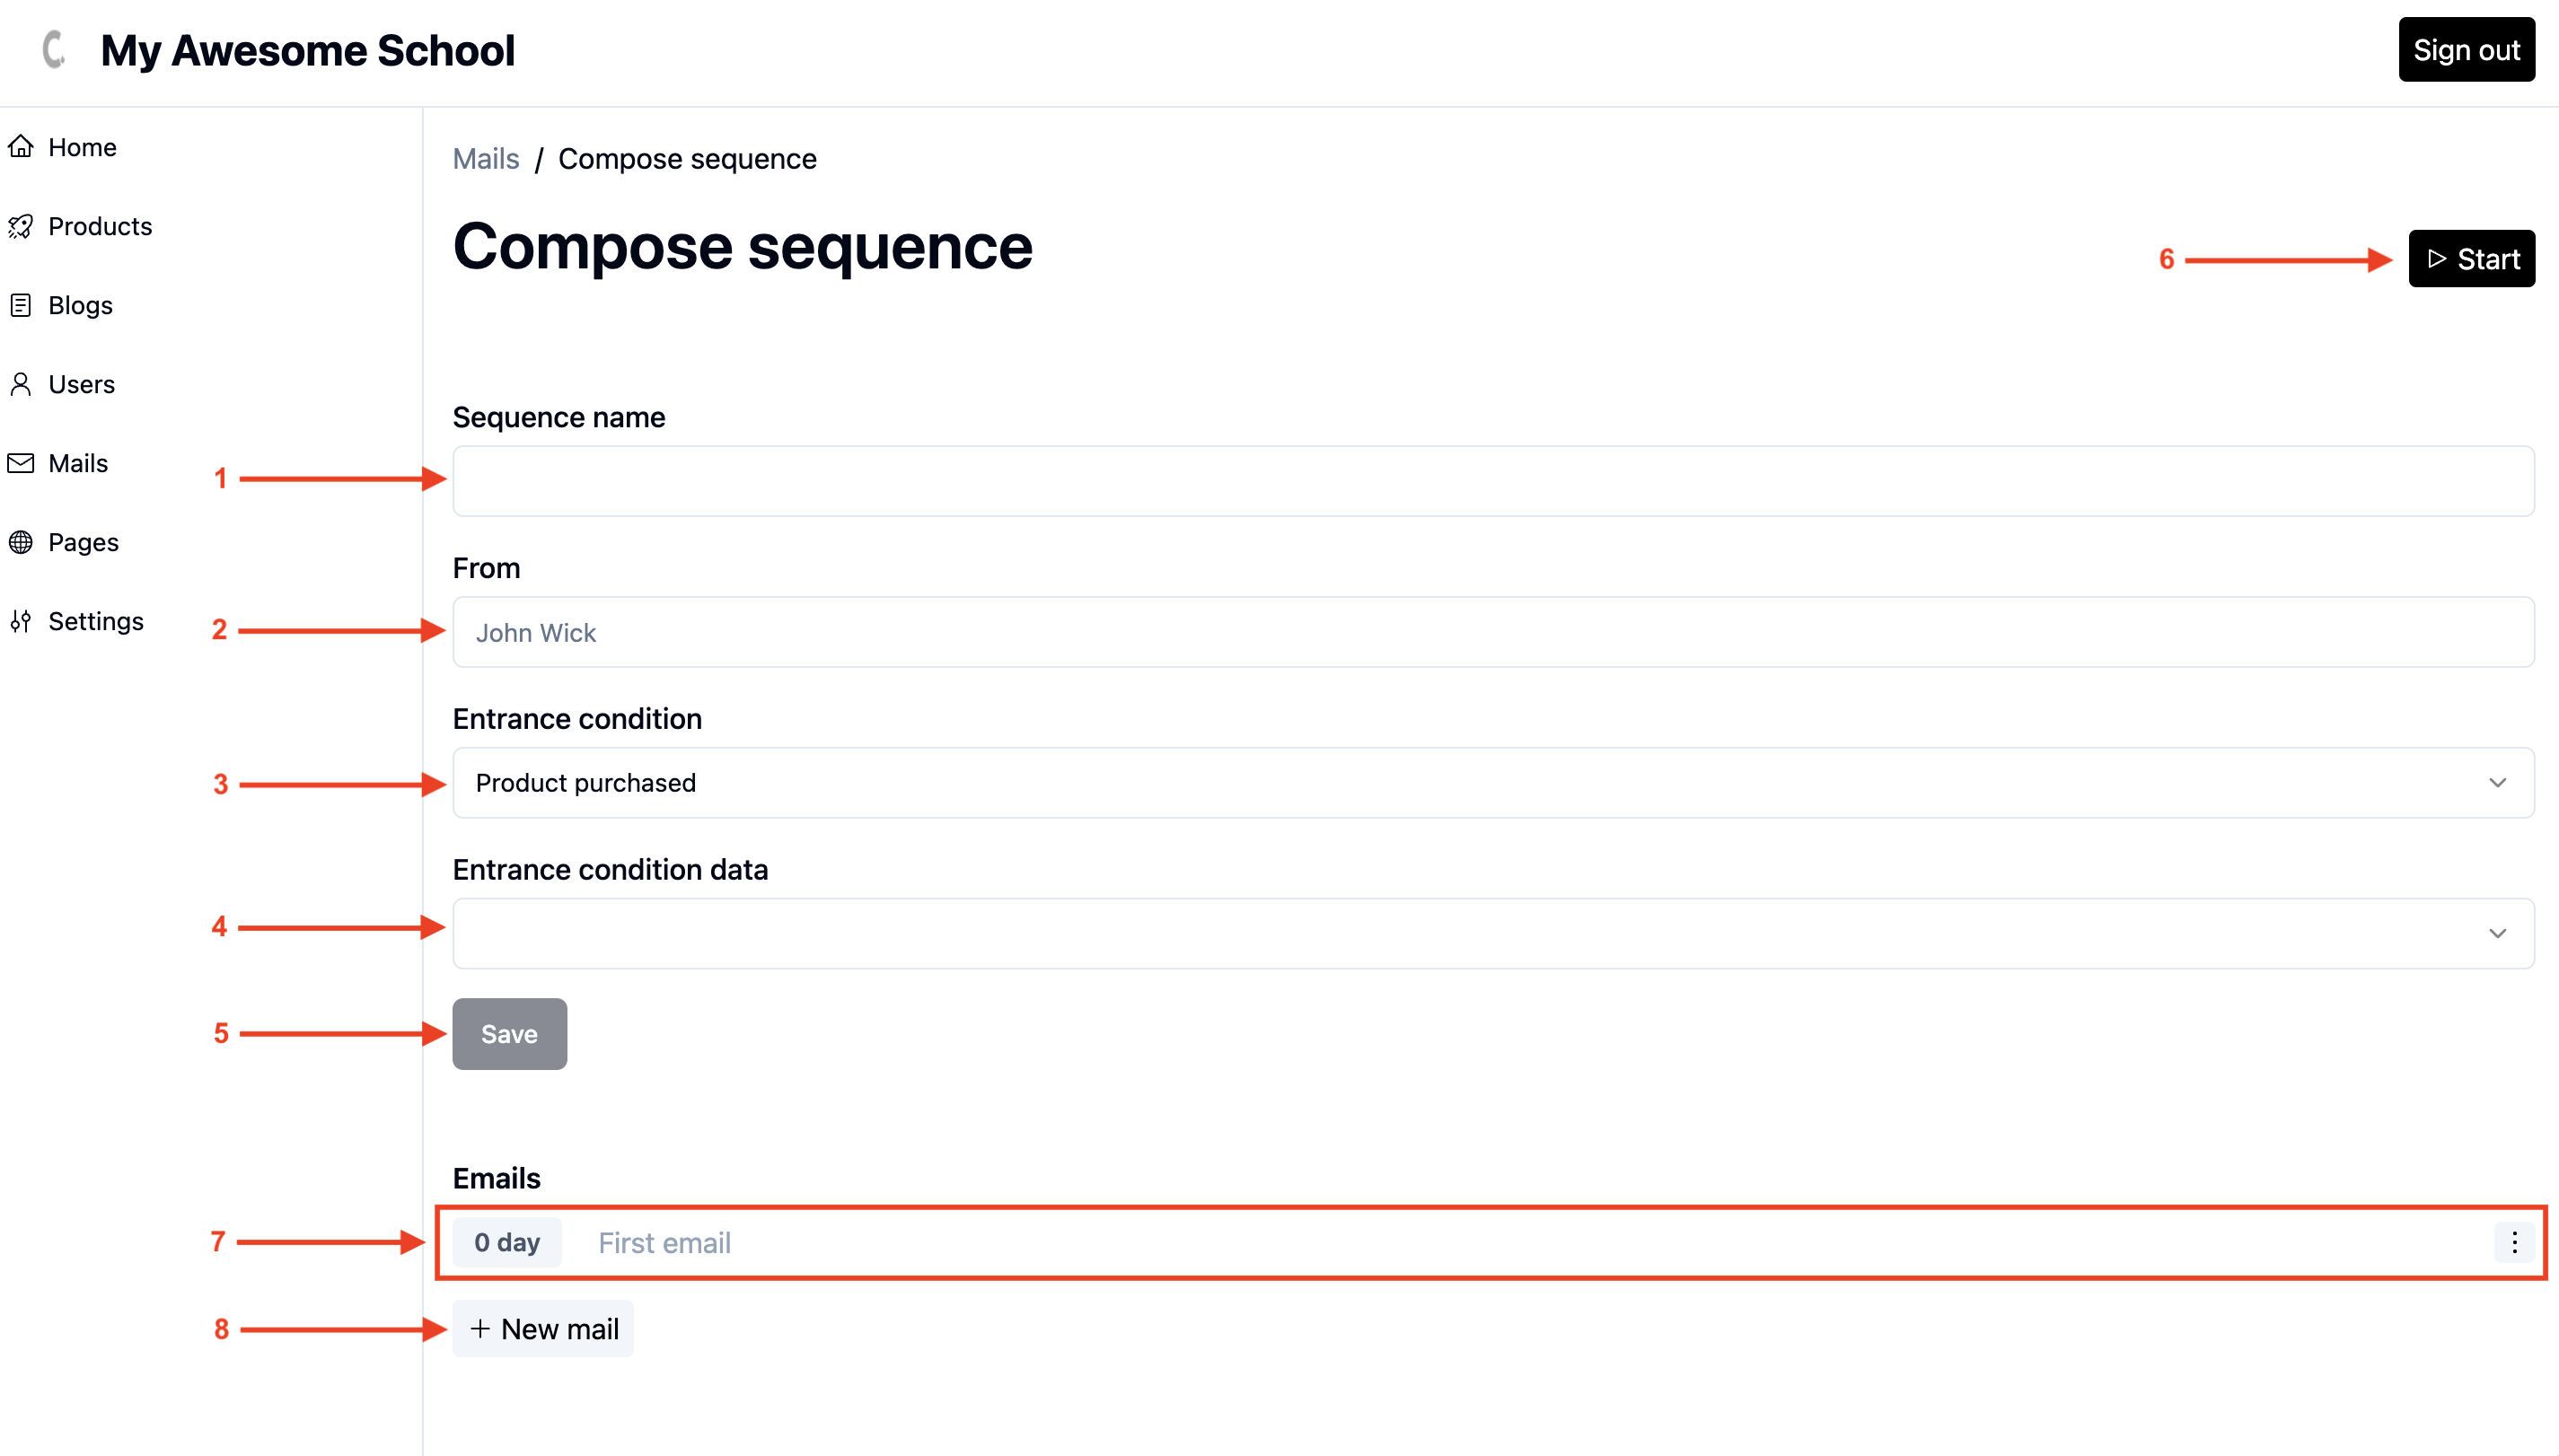 My Awesome School
Sign out
Home
Products
Blogs
Users
Mails
Pages
Settings
Mails / Compose sequence
Compose sequence
6
Start
Sequence name
1
From
2 John Wick
Entrance condition
3 Product purchased
Entrance condition data
4
5 Save
Emails
7 0 day First email
8 + New mail